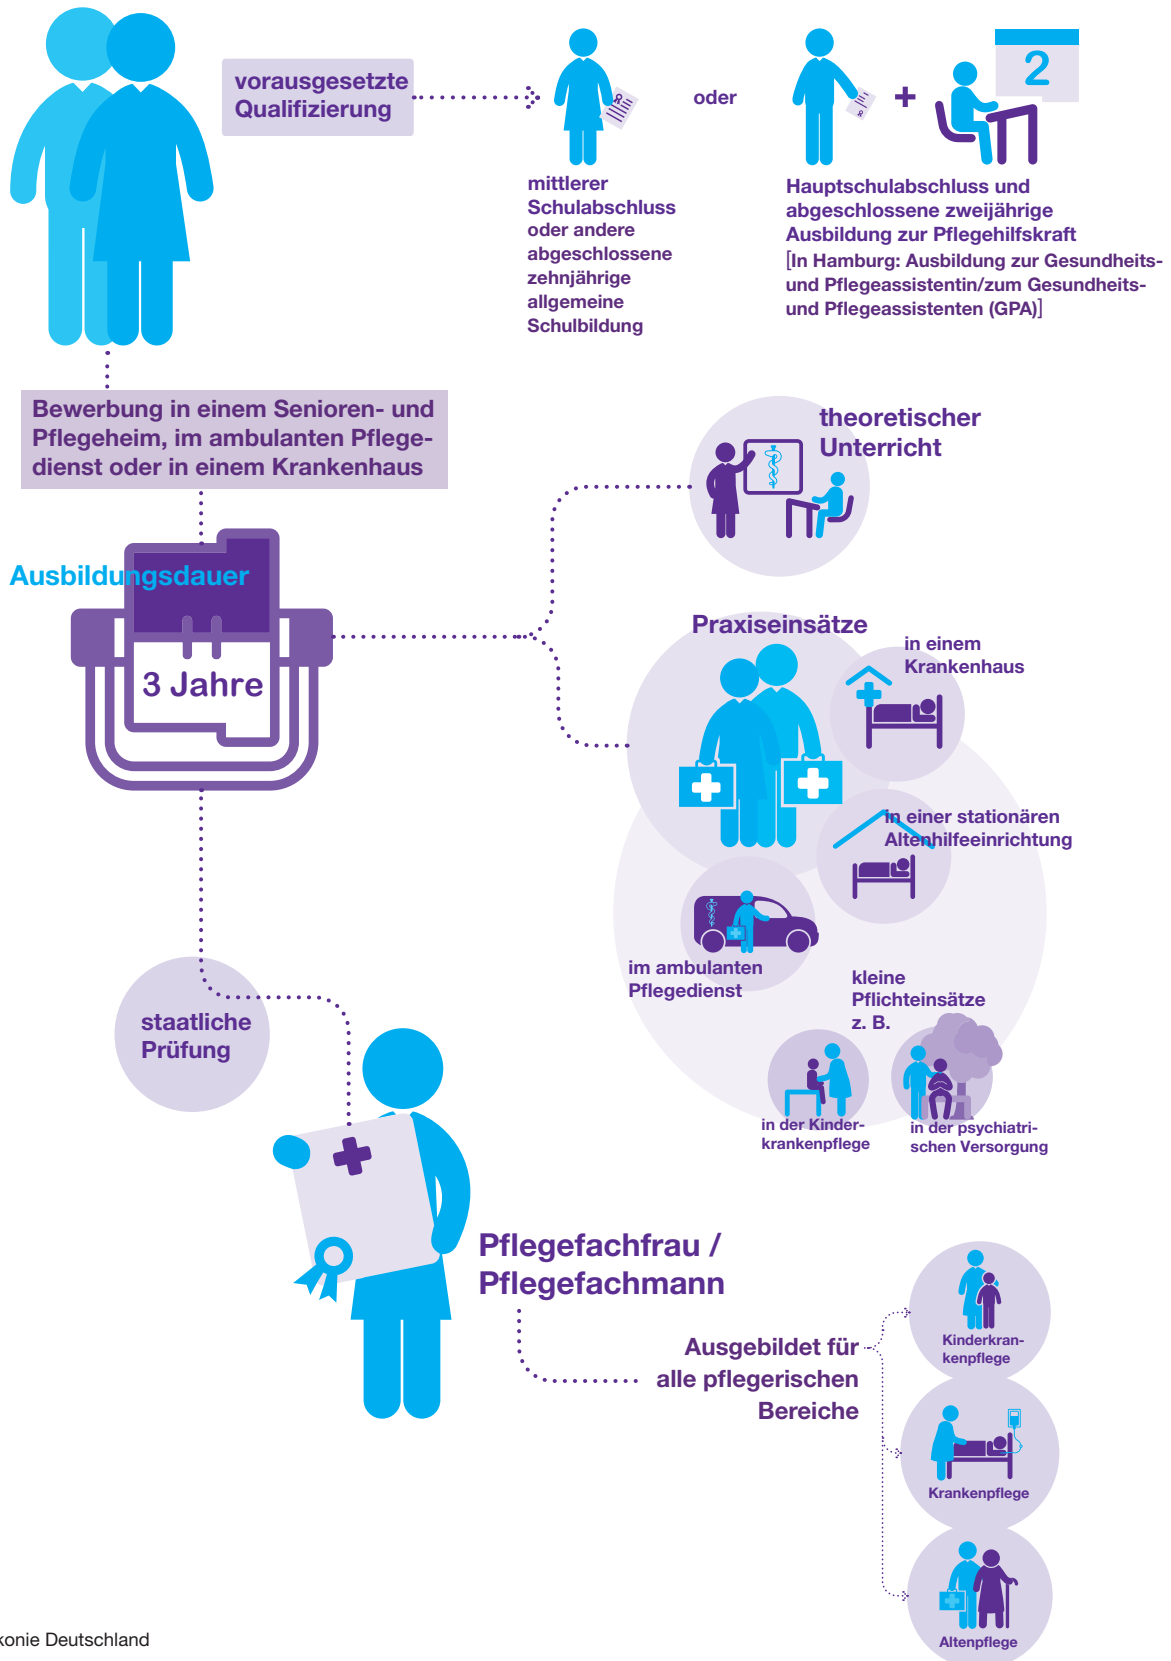 vorausgesetzte
Qualifizierung
oder
+
2
mittlerer
Schulabschluss
oder andere
abgeschlossene
zehnjährige
allgemeine
Schulbildung
Hauptschulabschluss und
abgeschlossene zweijährige
Ausbildung zur Pflegehilfskraft
[In Hamburg: Ausbildung zur Gesundheits-
und Pflegeassistentin/zum Gesundheits-
und Pflegeassistenten (GPA)]
Bewerbung in einem Senioren- und
Pflegeheim, im ambulanten Pflege-
dienst oder in einem Krankenhaus
Ausbildungsdauer
3 Jahre
theoretischer
Unterricht
Praxiseinsätze
in einem
Krankenhaus
in einer stationären
Altenhilfeeinrichtung
im ambulanten
Pflegedienst
kleine
Pflichteinsätze
z. B.
in der Kinder-
krankenpflege
in der psychiatri-
schen Versorgung
staatliche
Prüfung
Pflegefachfrau /
Pflegefachmann
Ausgebildet für
alle pflegerischen
Bereiche
Kinderkran-
kenpflege
Krankenpflege
Altenpflege
konie Deutschland